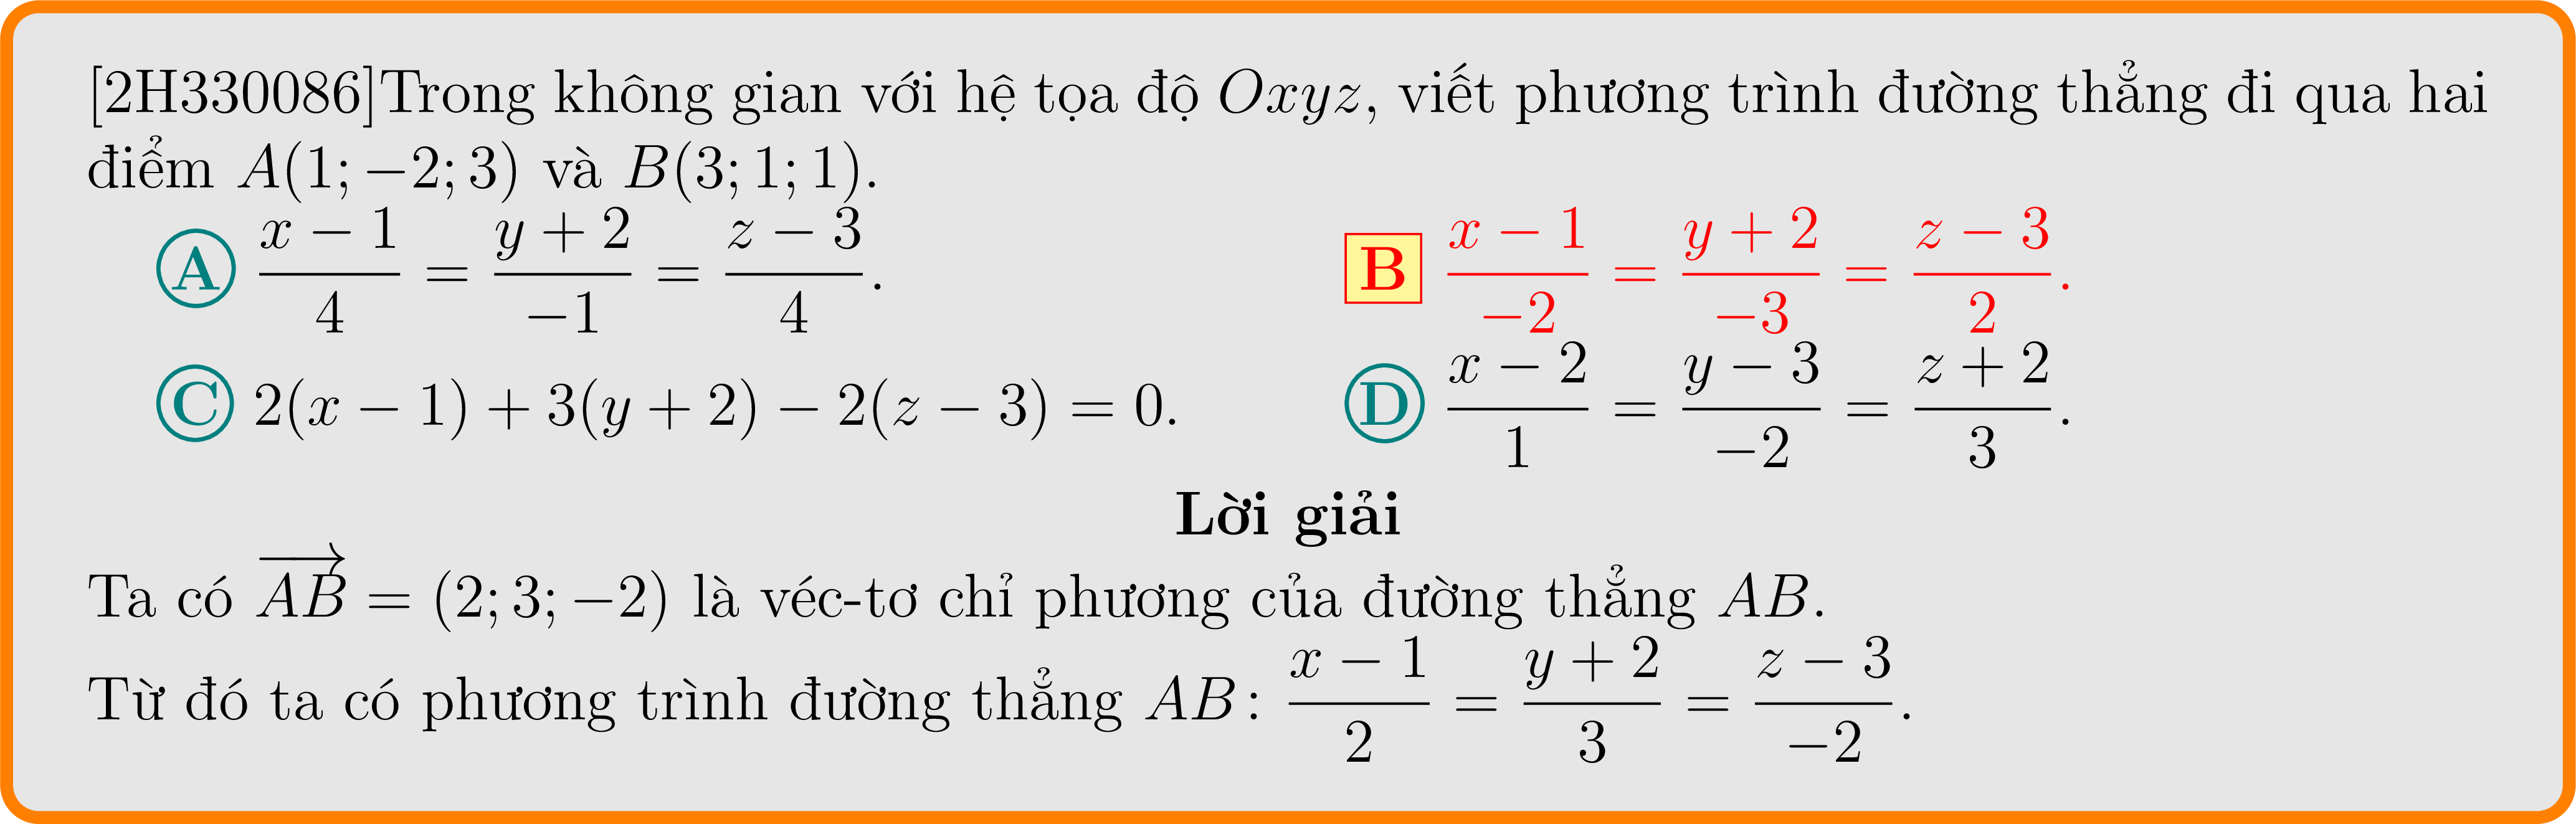 [2H330086]Trong không gian với hệ tọa độ Oxyz, viết phương trình đường thẳng đi qua hai
điểm A(1; −2; 3) và B(3; 1; 1).
A \frac{x − 1}{4} = \frac{y + 2}{−1} = \frac{z − 3}{4}. B \frac{x − 1}{−2} = \frac{y + 2}{−3} = \frac{z − 3}{2}.
C 2(x − 1) + 3(y + 2) − 2(z − 3) = 0. D \frac{x − 2}{1} = \frac{y − 3}{−2} = \frac{z + 2}{3}.
Lời giải
Ta có \overrightarrow{AB} = (2; 3; −2) là véc-tơ chỉ phương của đường thẳng AB.
Từ đó ta có phương trình đường thẳng AB: \frac{x − 1}{2} = \frac{y + 2}{3} = \frac{z − 3}{−2}.